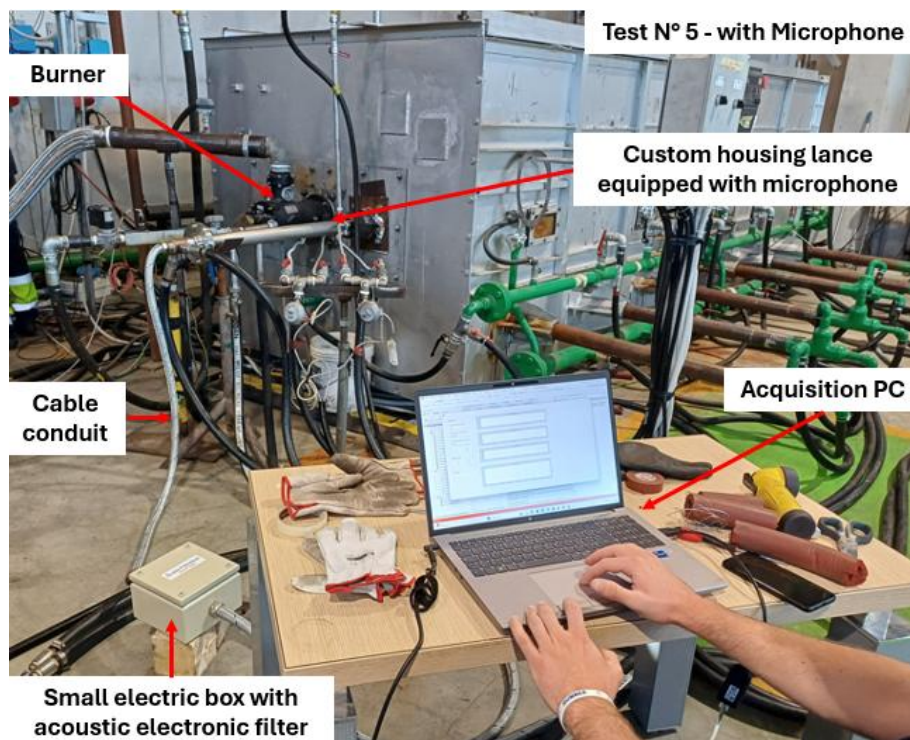 Test N° 5 - with Microphone
Burner
Custom housing lance
equipped with microphone
Cable
conduit
Acquisition PC
Small electric box with
acoustic electronic filter